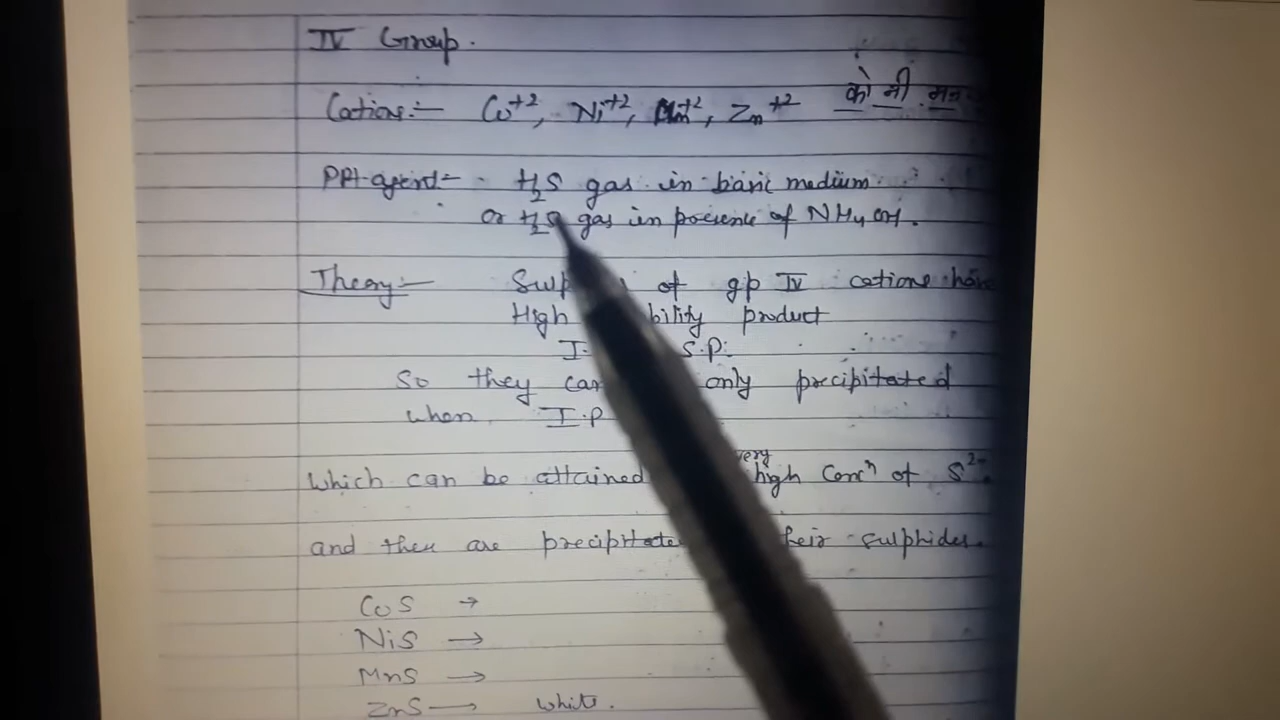 IV Group.
Cations:- Co+2, Ni+2, Mn+2, Zn+2 को नी मन
PPt-agent- - H2S gas in basic medium.
or H2S gas in presence of NH4OH.
Theory:- of gp IV cations have
High product
I. S.P.
So they can only precipitated
when I.P
which can be attained very high Concn of S2-.
and then are sulphides.
CoS →
NiS →
MnS →
ZnS → white.